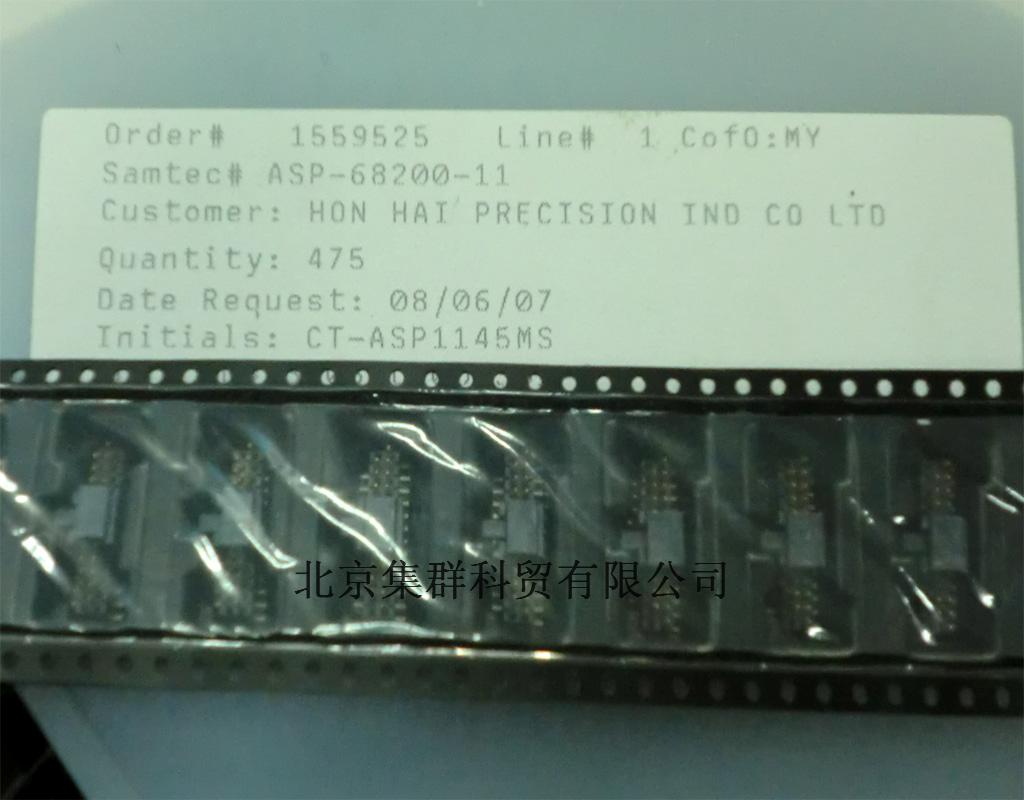 Order# 1559525 Line# 1 CofO:MY
Samtec# ASP-68200-11
Customer: HON HAI PRECISION IND CO LTD
Quantity: 475
Date Request: 08/06/07
Initials: CT-ASP1145MS
北京集群科贸有限公司